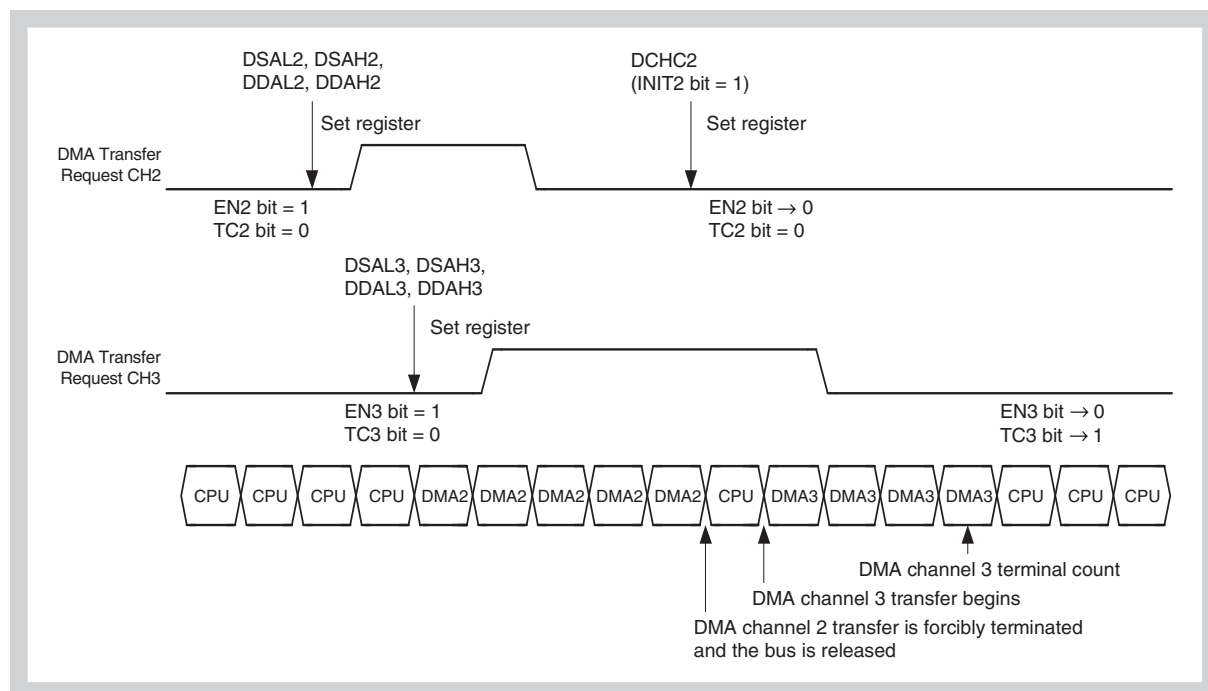 DSAL2, DSAH2,
DDAL2, DDAH2
Set register
DCHC2
(INIT2 bit = 1)
Set register
DMA Transfer
Request CH2
EN2 bit = 1
TC2 bit = 0
EN2 bit → 0
TC2 bit = 0
DSAL3, DSAH3,
DDAL3, DDAH3
Set register
DMA Transfer
Request CH3
EN3 bit = 1
TC3 bit = 0
EN3 bit → 0
TC3 bit → 1
CPU CPU CPU CPU DMA2 DMA2 DMA2 DMA2 DMA2 CPU DMA3 DMA3 DMA3 DMA3 CPU CPU CPU
DMA channel 3 terminal count
DMA channel 3 transfer begins
DMA channel 2 transfer is forcibly terminated
and the bus is released